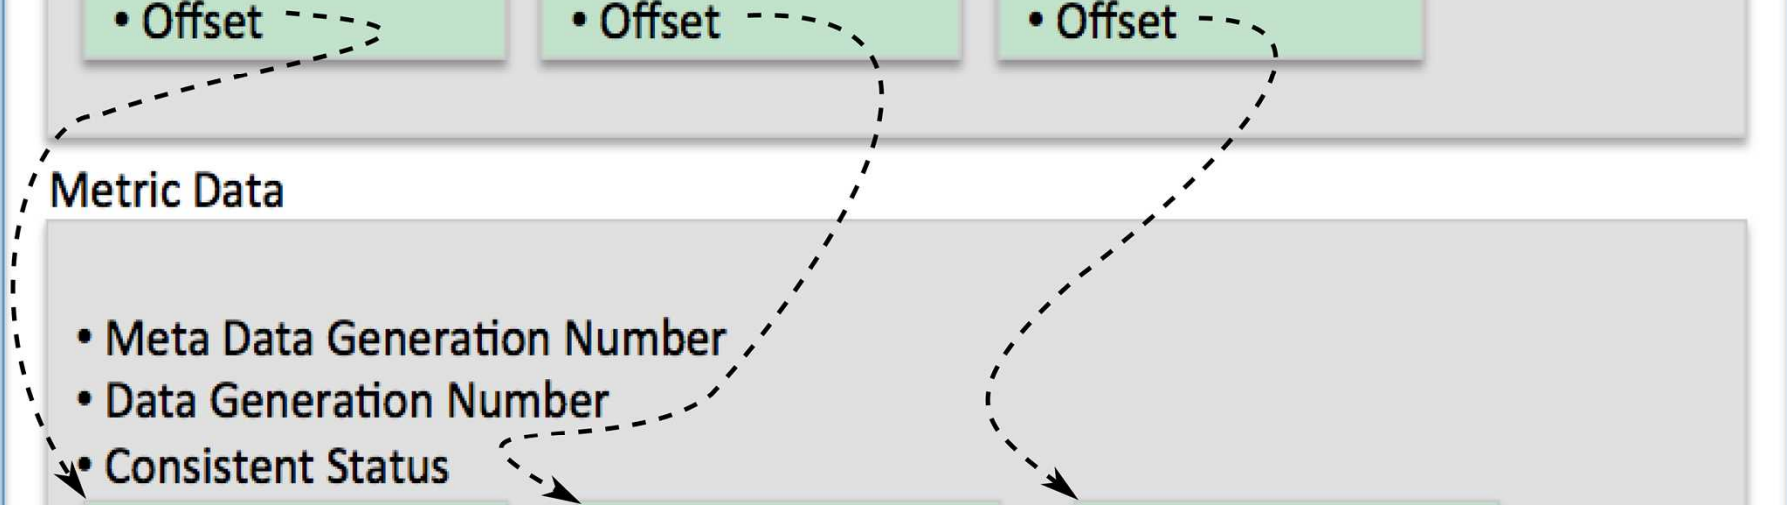 • Offset • Offset • Offset
Metric Data
• Meta Data Generation Number
• Data Generation Number
• Consistent Status